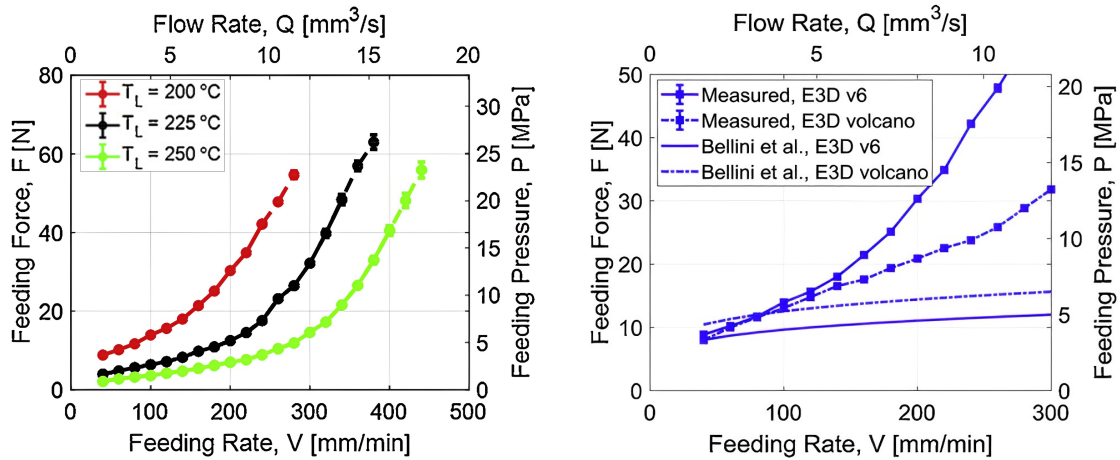 Flow Rate, Q [mm³/s]
0 5 10 15 20
80 60 40 20 0
Feeding Force, F [N]
T_L = 200 °C
T_L = 225 °C
T_L = 250 °C
30 25 20 15 10 5 0
Feeding Pressure, P [MPa]
0 100 200 300 400 500
Feeding Rate, V [mm/min]
Flow Rate, Q [mm³/s]
0 5 10
50 40 30 20 10 0
Feeding Force, F [N]
Measured, E3D v6
Measured, E3D volcano
Bellini et al., E3D v6
Bellini et al., E3D volcano
20 15 10 5 0
Feeding Pressure, P [MPa]
0 100 200 300
Feeding Rate, V [mm/min]